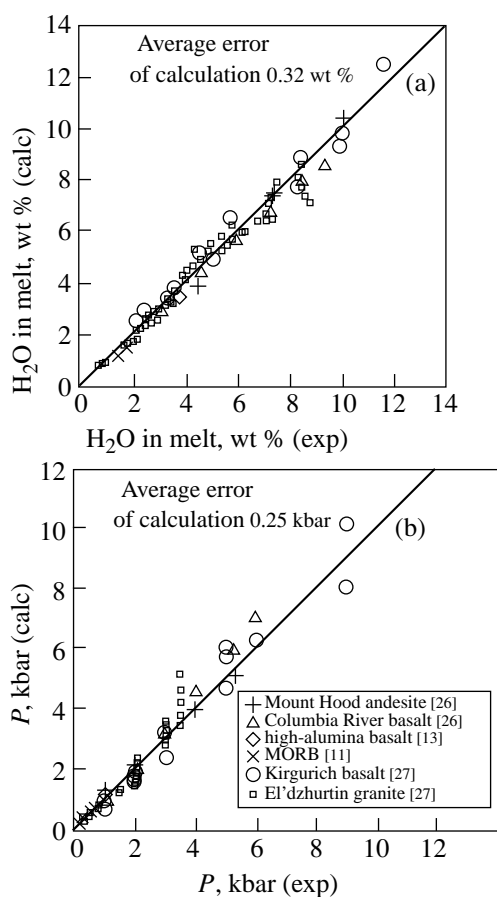 14
Average error
of calculation 0.32 wt %
(a)
12
10
8
6
4
2
0
H2O in melt, wt % (calc)
2 4 6 8 10 12 14
H2O in melt, wt % (exp)
12
Average error
of calculation 0.25 kbar
(b)
10
8
6
4
2
0
P, kbar (calc)
Mount Hood andesite [26]
Columbia River basalt [26]
high-alumina basalt [13]
MORB [11]
Kirgurich basalt [27]
El'dzhurtin granite [27]
2 4 6 8 10 12
P, kbar (exp)